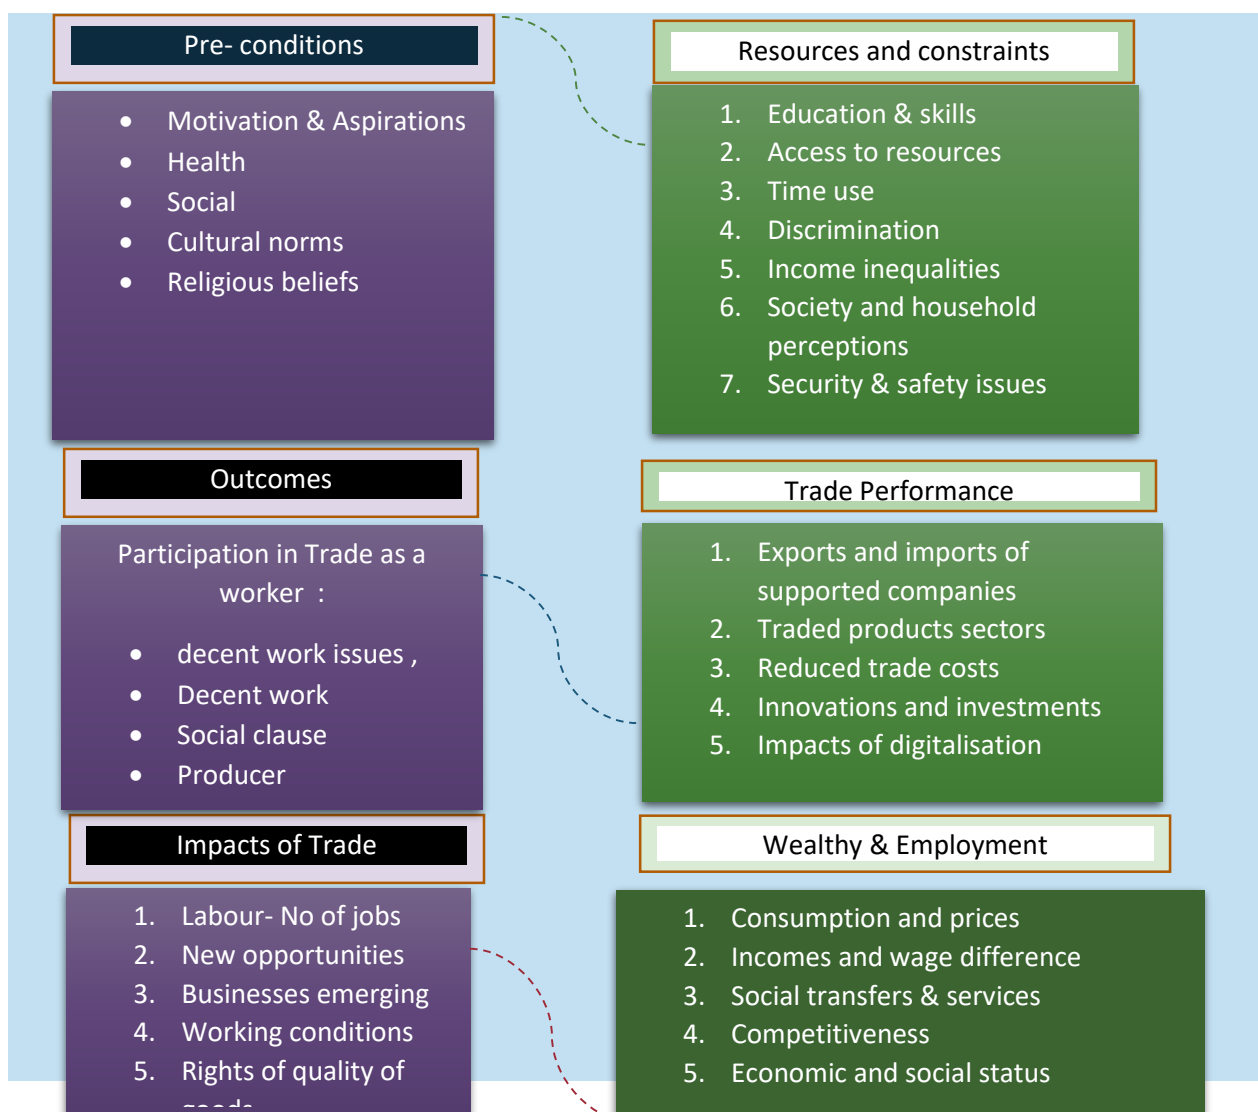 Pre- conditions
• Motivation & Aspirations
• Health
• Social
• Cultural norms
• Religious beliefs
Resources and constraints
1. Education & skills
2. Access to resources
3. Time use
4. Discrimination
5. Income inequalities
6. Society and household
perceptions
7. Security & safety issues
Outcomes
Participation in Trade as a
worker :
• decent work issues ,
• Decent work
• Social clause
• Producer
Trade Performance
1. Exports and imports of
supported companies
2. Traded products sectors
3. Reduced trade costs
4. Innovations and investments
5. Impacts of digitalisation
Impacts of Trade
1. Labour- No of jobs
2. New opportunities
3. Businesses emerging
4. Working conditions
5. Rights of quality of
Wealthy & Employment
1. Consumption and prices
2. Incomes and wage difference
3. Social transfers & services
4. Competitiveness
5. Economic and social status